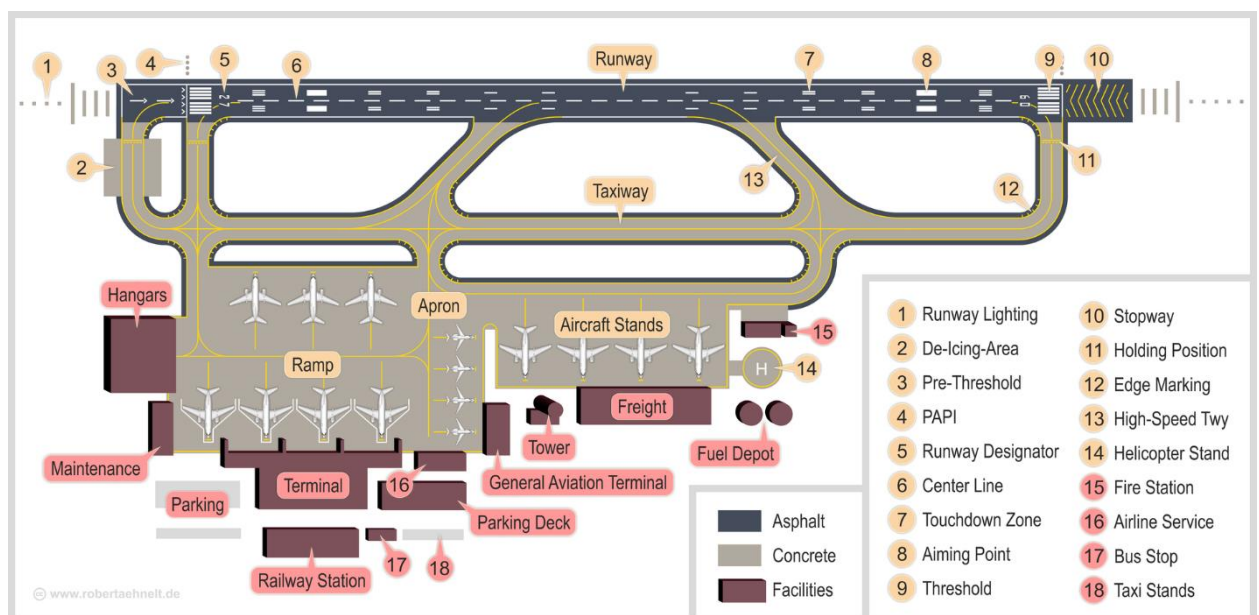 1
3
4
5
6
Runway
7
8
9
10
27
09
2
11
13
12
Taxiway
Hangars
Apron
Aircraft Stands
15
Ramp
H
14
Freight
Tower
Fuel Depot
Maintenance
16
General Aviation Terminal
Terminal
Parking
Parking Deck
17
18
Railway Station
Asphalt
Concrete
Facilities
1 Runway Lighting
2 De-Icing-Area
3 Pre-Threshold
4 PAPI
5 Runway Designator
6 Center Line
7 Touchdown Zone
8 Aiming Point
9 Threshold
10 Stopway
11 Holding Position
12 Edge Marking
13 High-Speed Twy
14 Helicopter Stand
15 Fire Station
16 Airline Service
17 Bus Stop
18 Taxi Stands
www.robertaehnelt.de